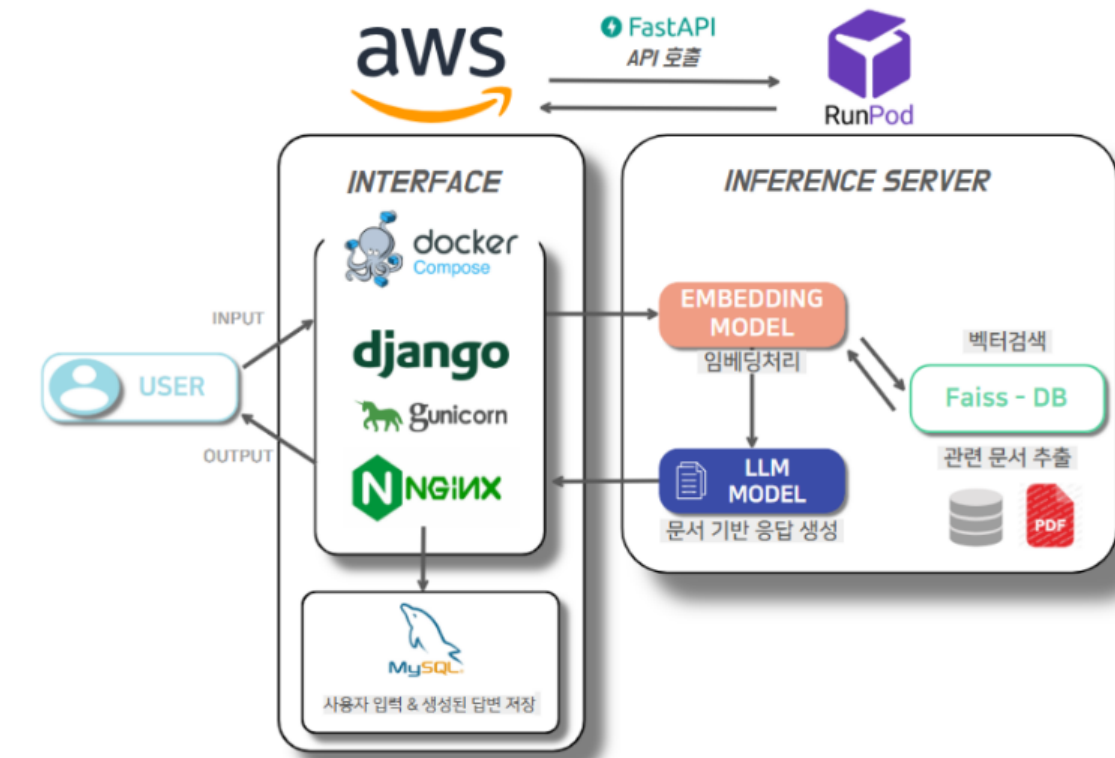 aws
FastAPI
API 호출
RunPod
INTERFACE
docker
Compose
django
gunicorn
NGINX
MySQL
사용자 입력 & 생성된 답변 저장
INPUT
USER
OUTPUT
INFERENCE SERVER
EMBEDDING
MODEL
임베딩처리
벡터검색
Faiss - DB
관련 문서 추출
PDF
LLM
MODEL
문서 기반 응답 생성